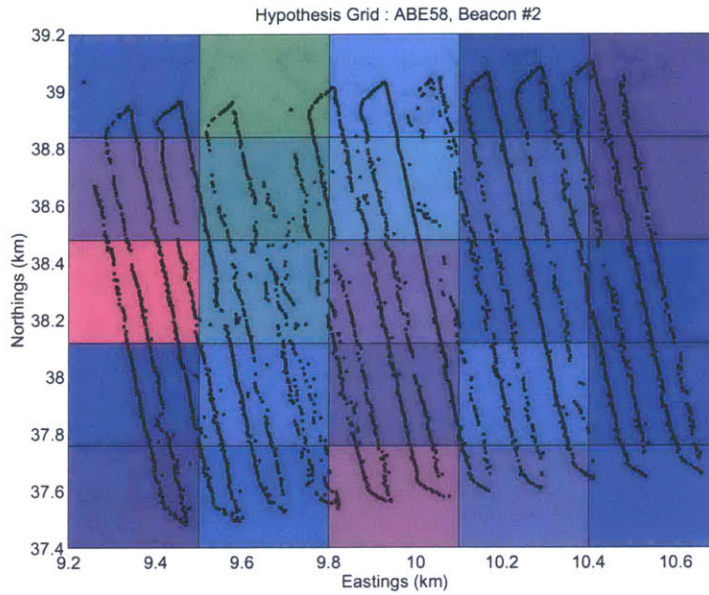 Hypothesis Grid : ABE58, Beacon #2
39.2
39
38.8
38.6
38.4
38.2
38
37.8
37.6
37.4
Northings (km)
9.2 9.4 9.6 9.8 10 10.2 10.4 10.6
Eastings (km)